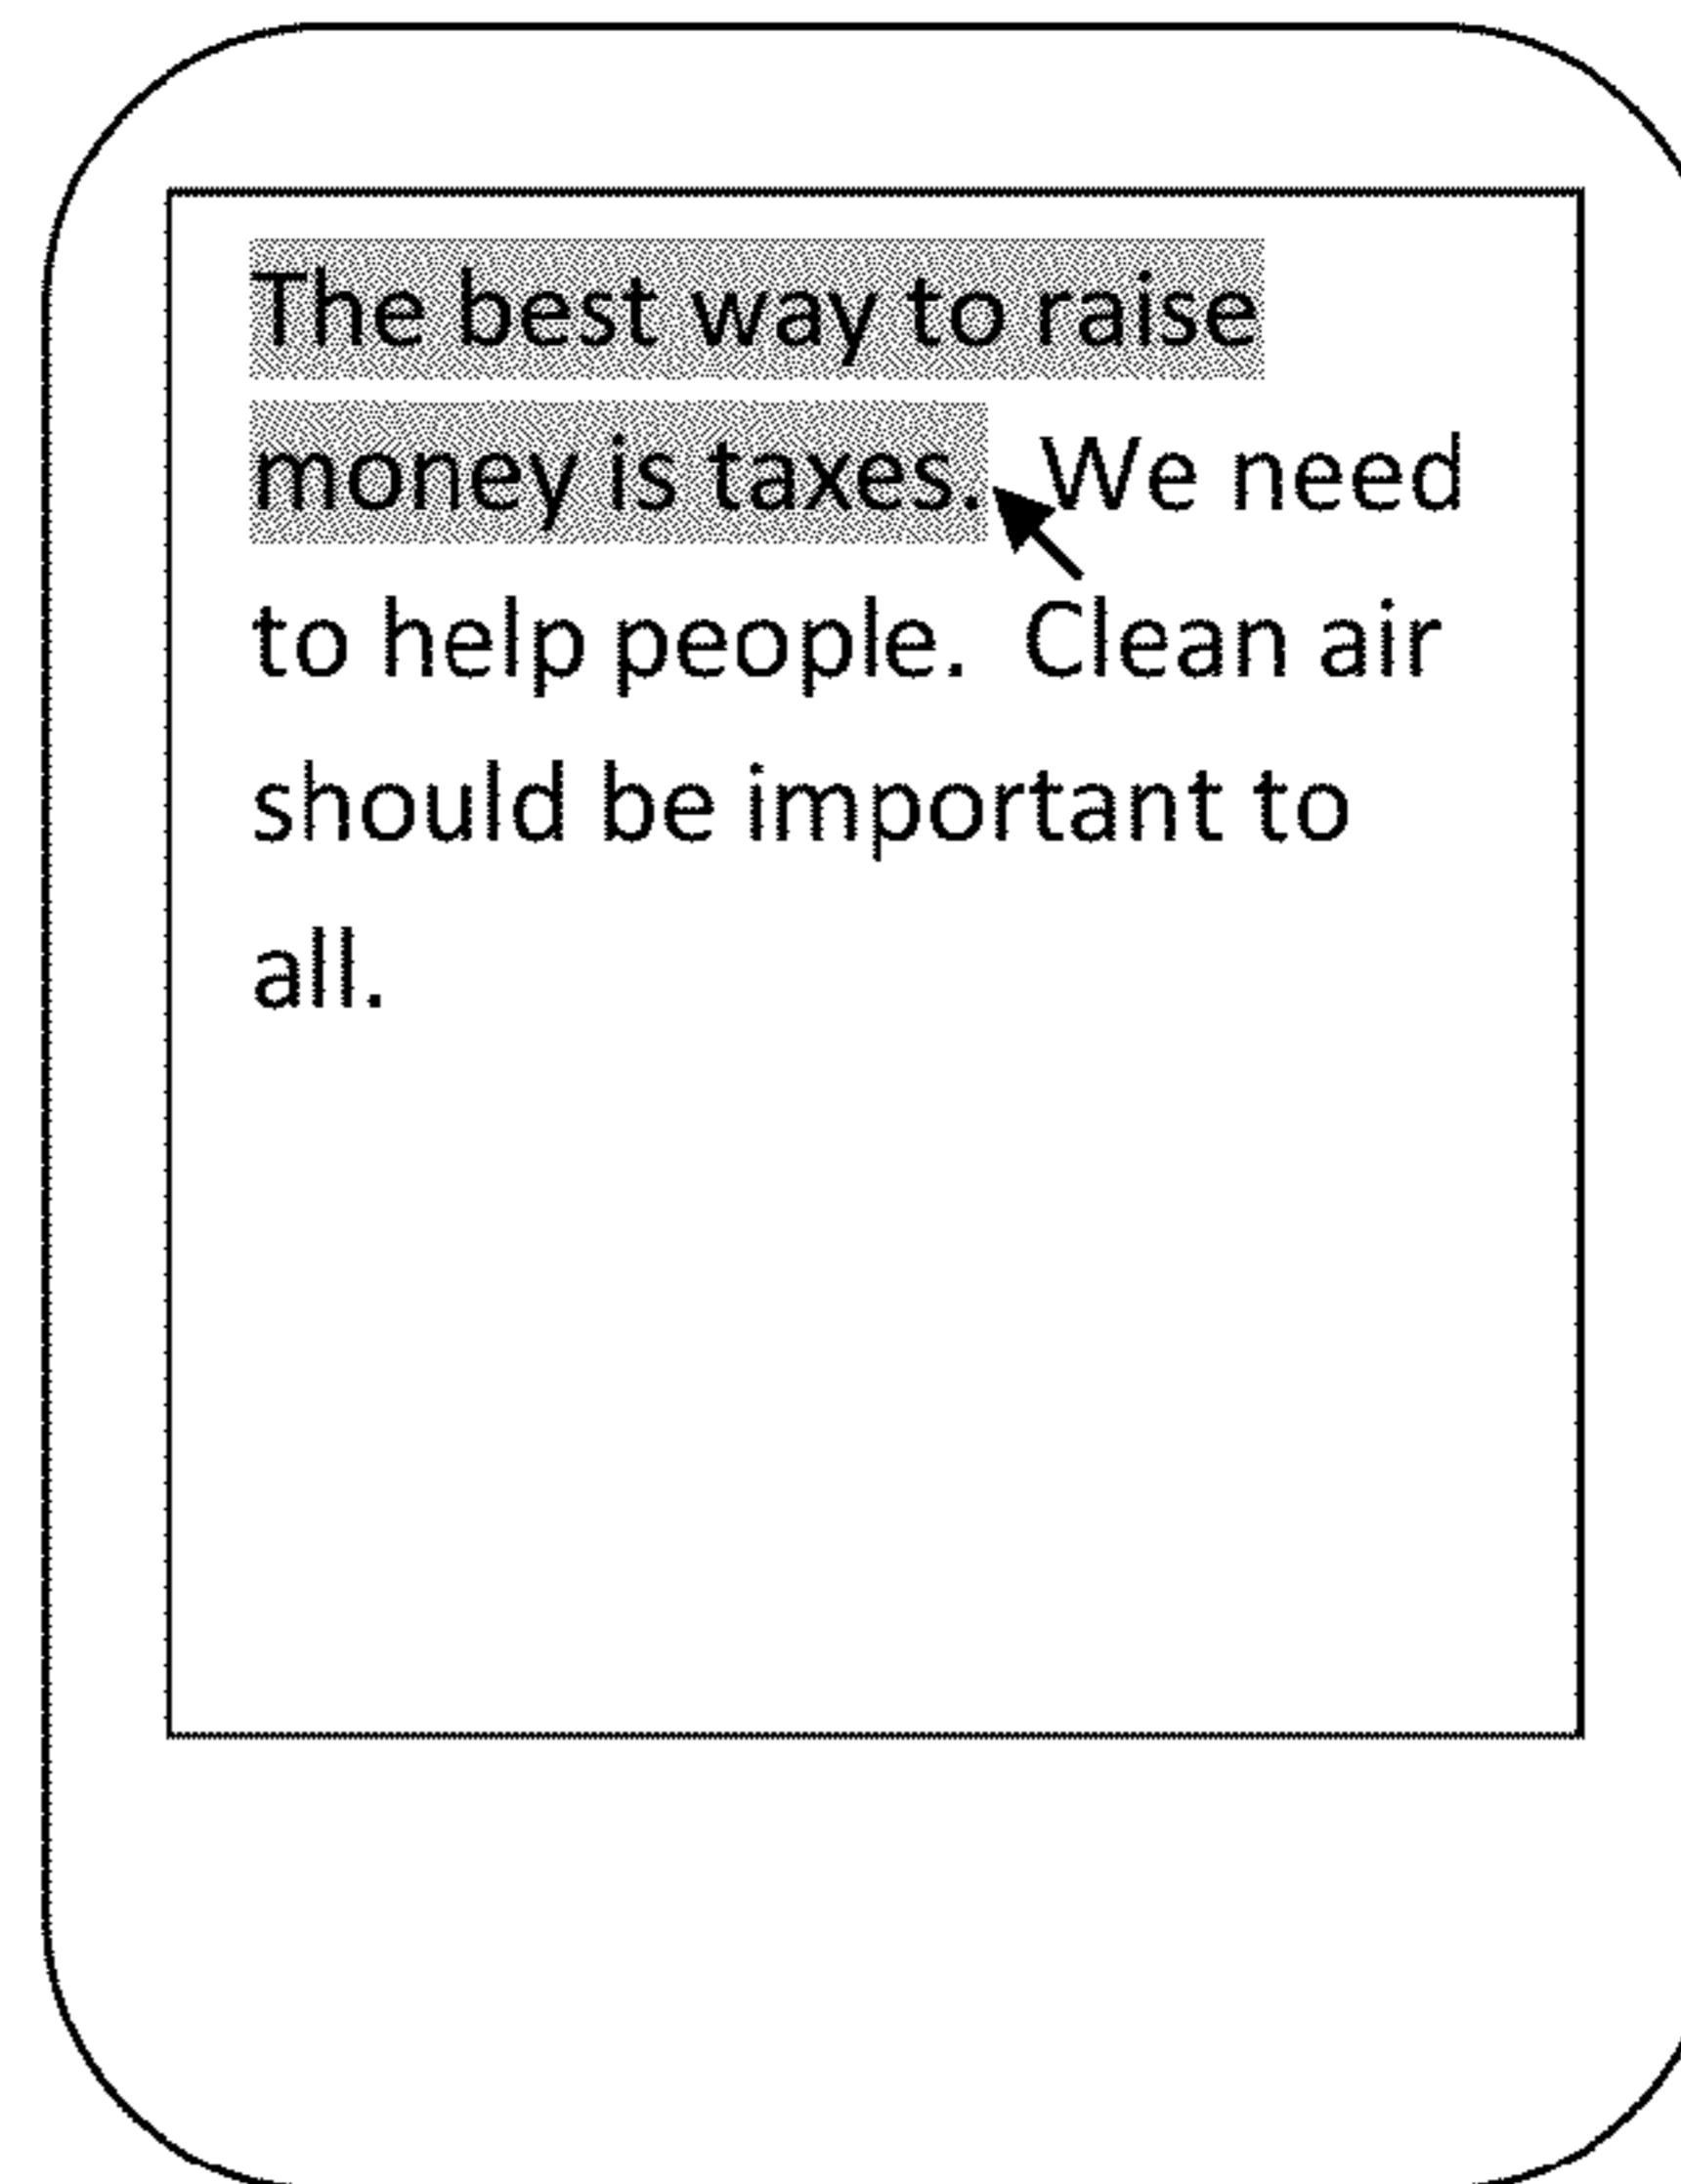 The best way to raise
money is taxes.  We need
to help people.  Clean air
should be important to
all.